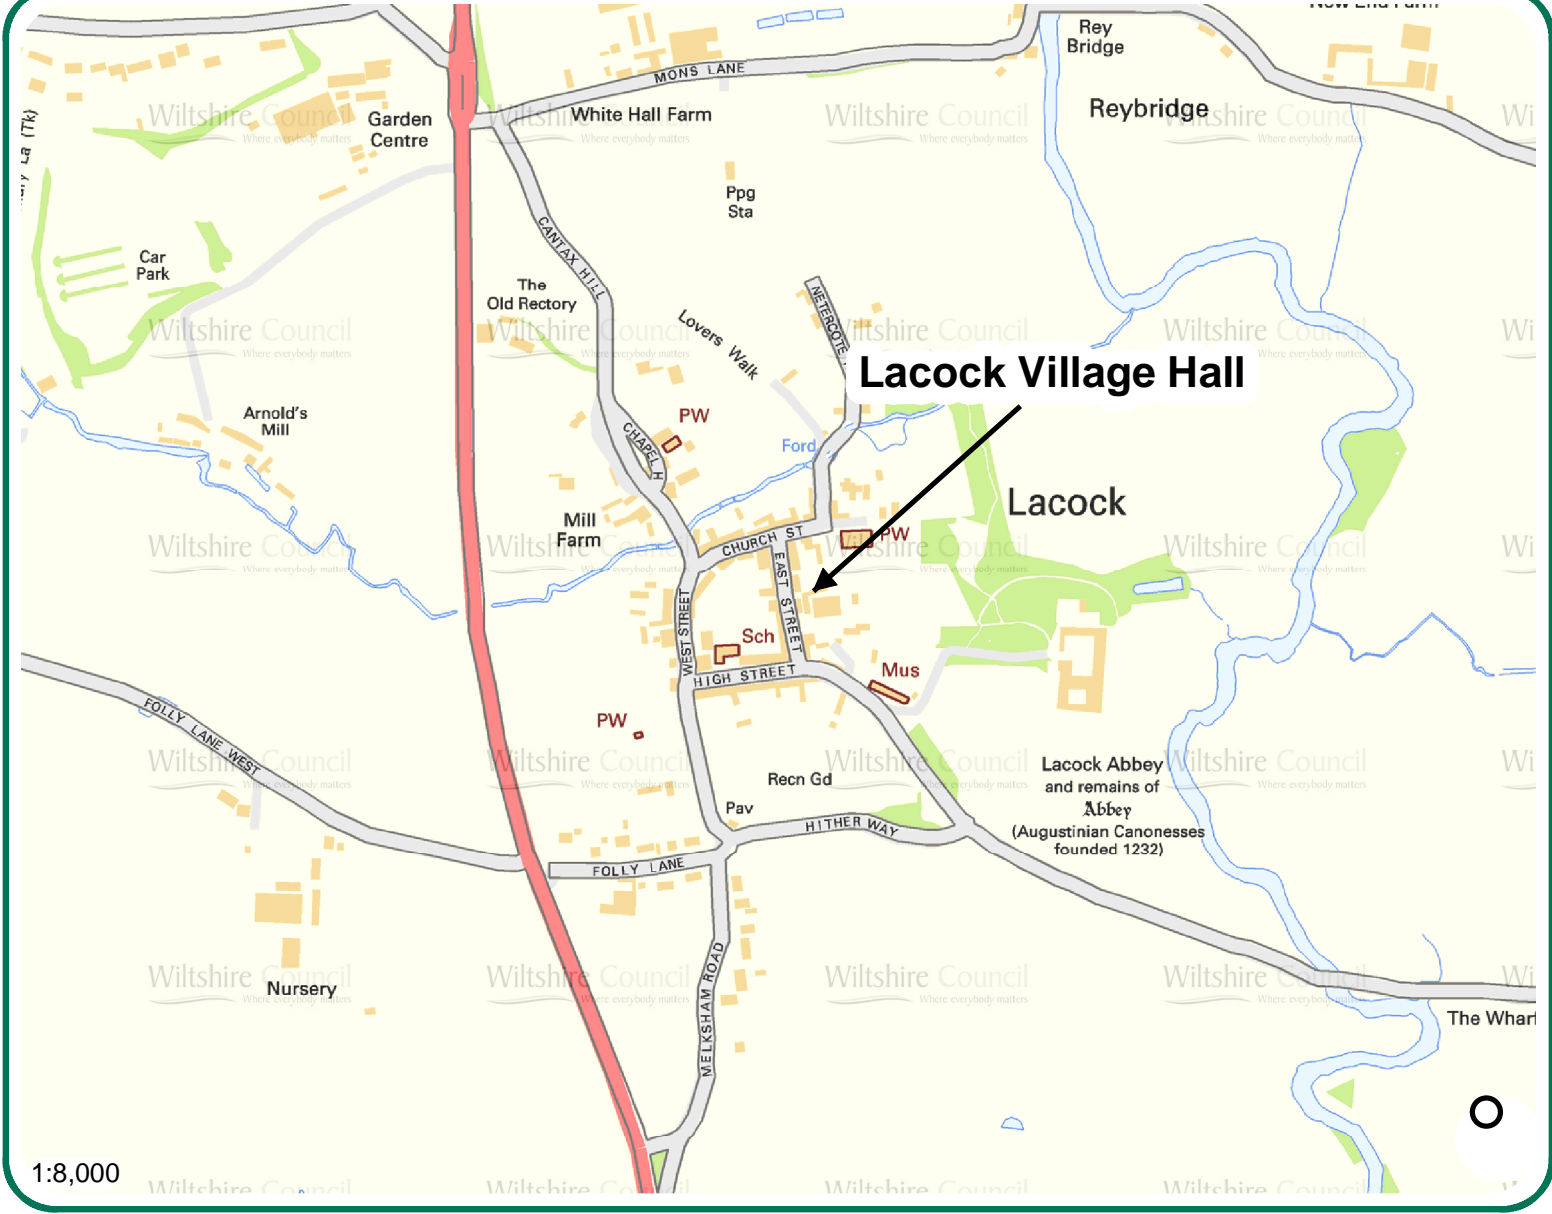 Rey
Bridge
MONS LANE
Garden
Centre
White Hall Farm
Reybridge
Ppg
Sta
Car
Park
CANTAX HILL
The
Old Rectory
NETERCOTE
Lovers Walk
Lacock Village Hall
Arnold's
Mill
PW
CHAPEL H
Ford
Lacock
Mill
Farm
CHURCH ST
PW
EAST STREET
WEST STREET
Sch
HIGH STREET
Mus
FOLLY LANE WEST
PW
Recn Gd
Lacock Abbey
and remains of
Abbey
(Augustinian Canonesses
founded 1232)
Pav
HITHER WAY
FOLLY LANE
MELKSHAM ROAD
Nursery
The Wharf
1:8,000
Wiltshire Council
Where everybody matters